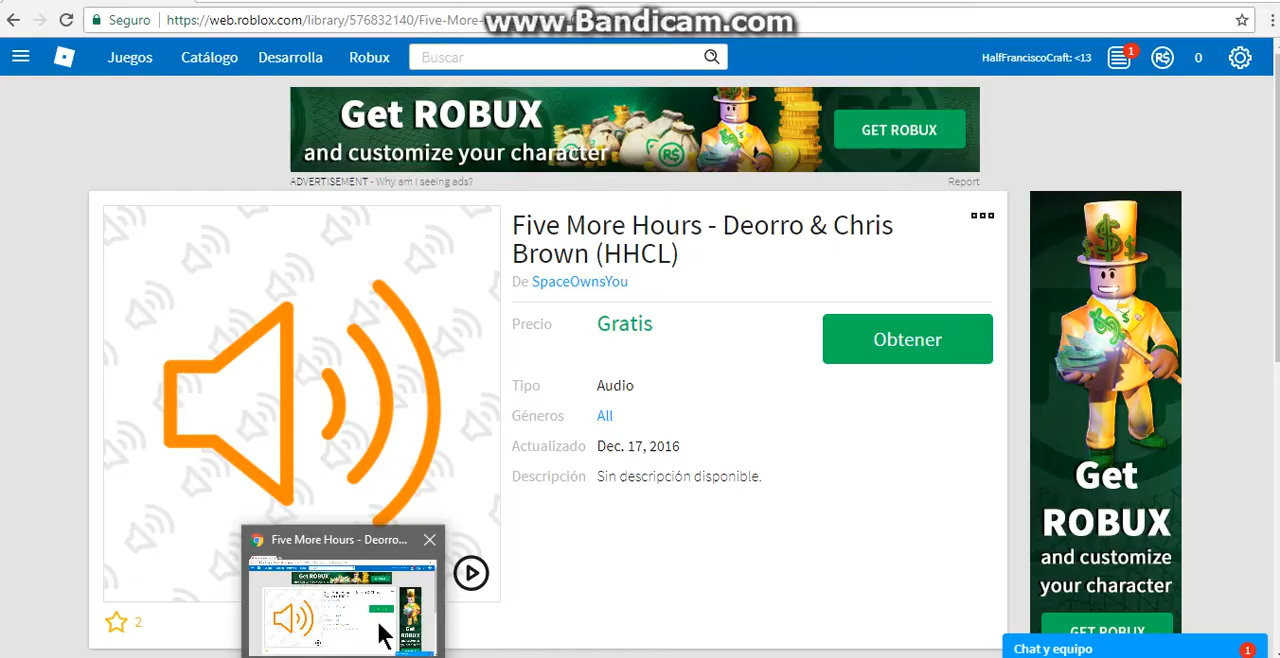 Seguro
https://web.roblox.com/library/576832140/Five-More-
www.Bandicam.com
Juegos
Catálogo
Desarrolla
Robux
Buscar
HalfFranciscoCraft: <13
1
R$
0
Get ROBUX
and customize your character
R$
GET ROBUX
ADVERTISEMENT - Why am I seeing ads?
Report
Five More Hours - Deorro & Chris
Brown (HHCL)
De SpaceOwnsYou
Precio
Gratis
Obtener
Tipo
Audio
Géneros
All
Actualizado
Dec. 17, 2016
Descripción
Sin descripción disponible.
2
Five More Hours - Deorro...
Get
ROBUX
and customize
your character
GET ROBUX
Chat y equipo
1